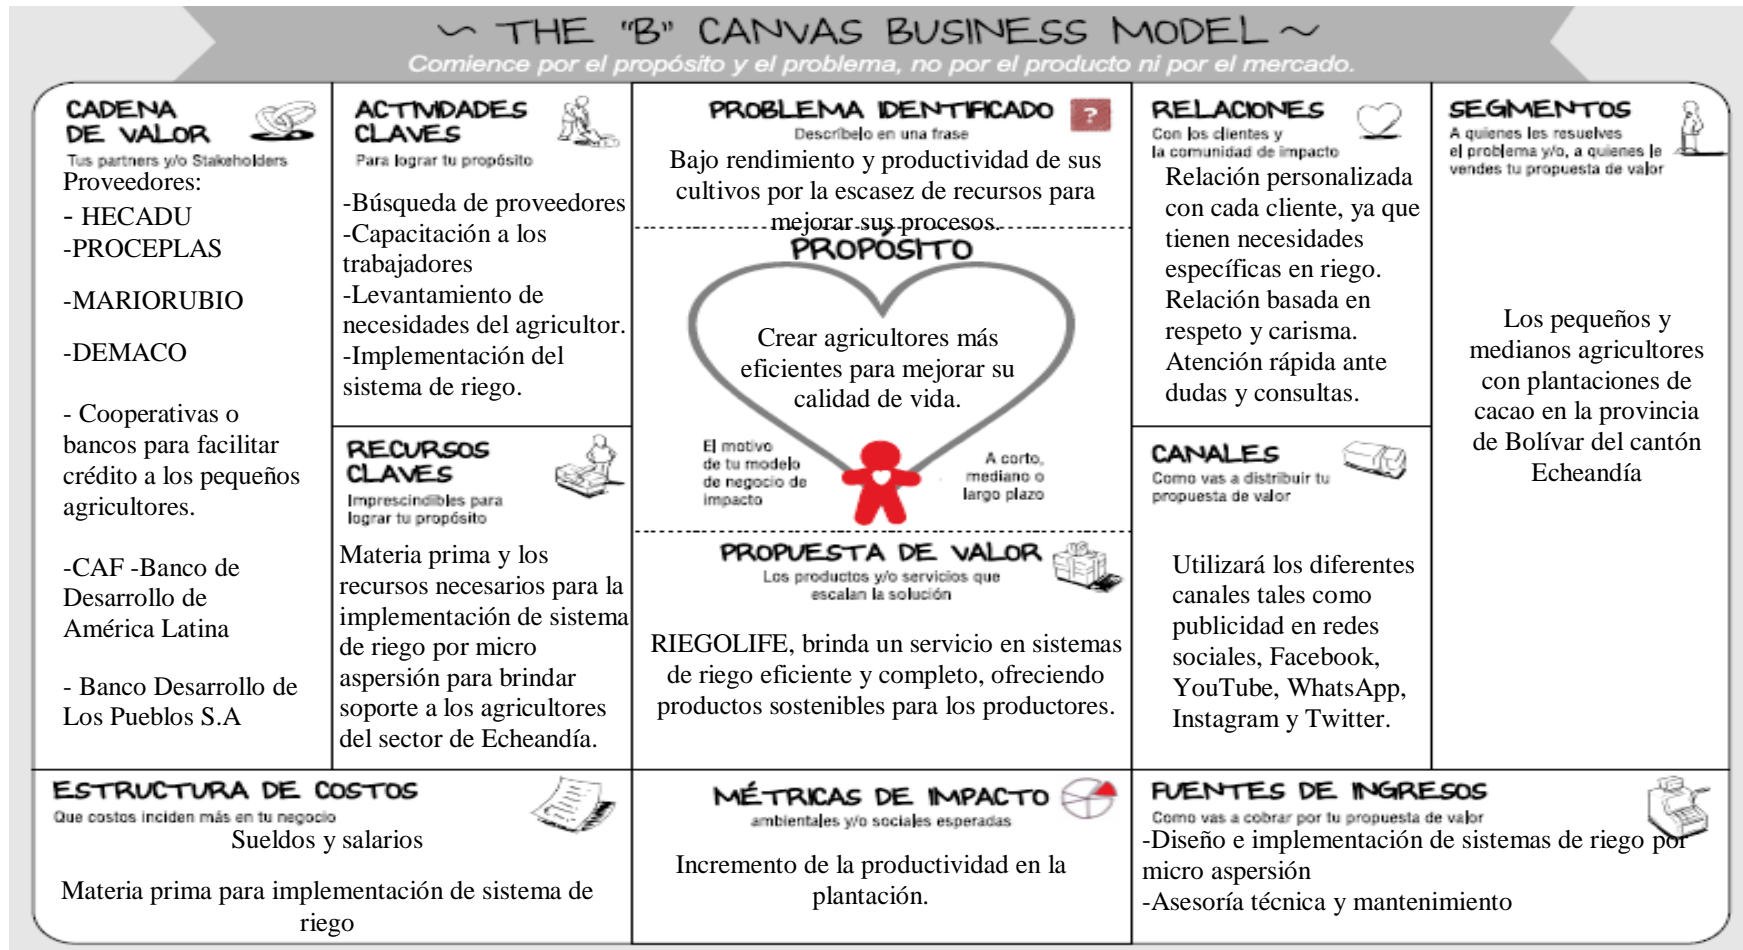 ~ THE "B" CANVAS BUSINESS MODEL ~
Comience por el propósito y el problema, no por el producto ni por el mercado.
CADENA
DE VALOR
Tus partners y/o Stakeholders
Proveedores:
- HECADU
-PROCEPLAS
-MARIORUBIO
-DEMACO
- Cooperativas o
bancos para facilitar
crédito a los pequeños
agricultores.
-CAF -Banco de
Desarrollo de
América Latina
- Banco Desarrollo de
Los Pueblos S.A
ACTIVIDADES
CLAVES
Para lograr tu propósito
-Búsqueda de proveedores
-Capacitación a los
trabajadores
-Levantamiento de
necesidades del agricultor.
-Implementación del
sistema de riego.
RECURSOS
CLAVES
Imprescindibles para
lograr tu propósito
Materia prima y los
recursos necesarios para la
implementación de sistema
de riego por micro
aspersión para brindar
soporte a los agricultores
del sector de Echeandía.
PROBLEMA IDENTIFICADO
?
Descríbelo en una frase
Bajo rendimiento y productividad de sus
cultivos por la escasez de recursos para
mejorar sus procesos.
PROPÓSITO
Crear agricultores más
eficientes para mejorar su
calidad de vida.
El motivo
de tu modelo
de negocio de
impacto
A corto,
mediano o
largo plazo
PROPUESTA DE VALOR
Los productos y/o servicios que
escalan la solución
RIEGOLIFE, brinda un servicio en sistemas
de riego eficiente y completo, ofreciendo
productos sostenibles para los productores.
RELACIONES
Con los clientes y
la comunidad de impacto
Relación personalizada
con cada cliente, ya que
tienen necesidades
específicas en riego.
Relación basada en
respeto y carisma.
Atención rápida ante
dudas y consultas.
CANALES
Como vas a distribuir tu
propuesta de valor
Utilizará los diferentes
canales tales como
publicidad en redes
sociales, Facebook,
YouTube, WhatsApp,
Instagram y Twitter.
SEGMENTOS
A quienes les resuelves
el problema y/o, a quienes le
vendes tu propuesta de valor
Los pequeños y
medianos agricultores
con plantaciones de
cacao en la provincia
de Bolívar del cantón
Echeandía
ESTRUCTURA DE COSTOS
Que costos inciden más en tu negocio
Sueldos y salarios
Materia prima para implementación de sistema de
riego
MÉTRICAS DE IMPACTO
ambientales y/o sociales esperadas
Incremento de la productividad en la
plantación.
FUENTES DE INGRESOS
Como vas a cobrar por tu propuesta de valor
-Diseño e implementación de sistemas de riego por
micro aspersión
-Asesoría técnica y mantenimiento